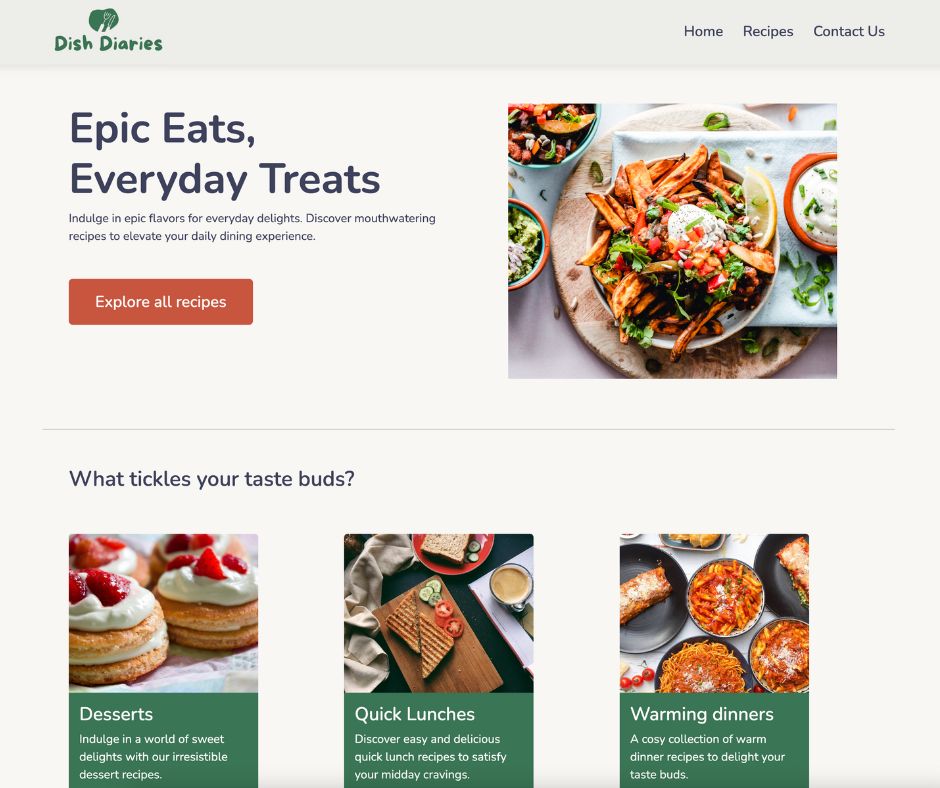 Dish Diaries
Home Recipes Contact Us
Epic Eats,
Everyday Treats
Indulge in epic flavors for everyday delights. Discover mouthwatering
recipes to elevate your daily dining experience.
Explore all recipes
What tickles your taste buds?
Desserts
Indulge in a world of sweet
delights with our irresistible
dessert recipes.
Quick Lunches
Discover easy and delicious
quick lunch recipes to satisfy
your midday cravings.
Warming dinners
A cosy collection of warm
dinner recipes to delight your
taste buds.